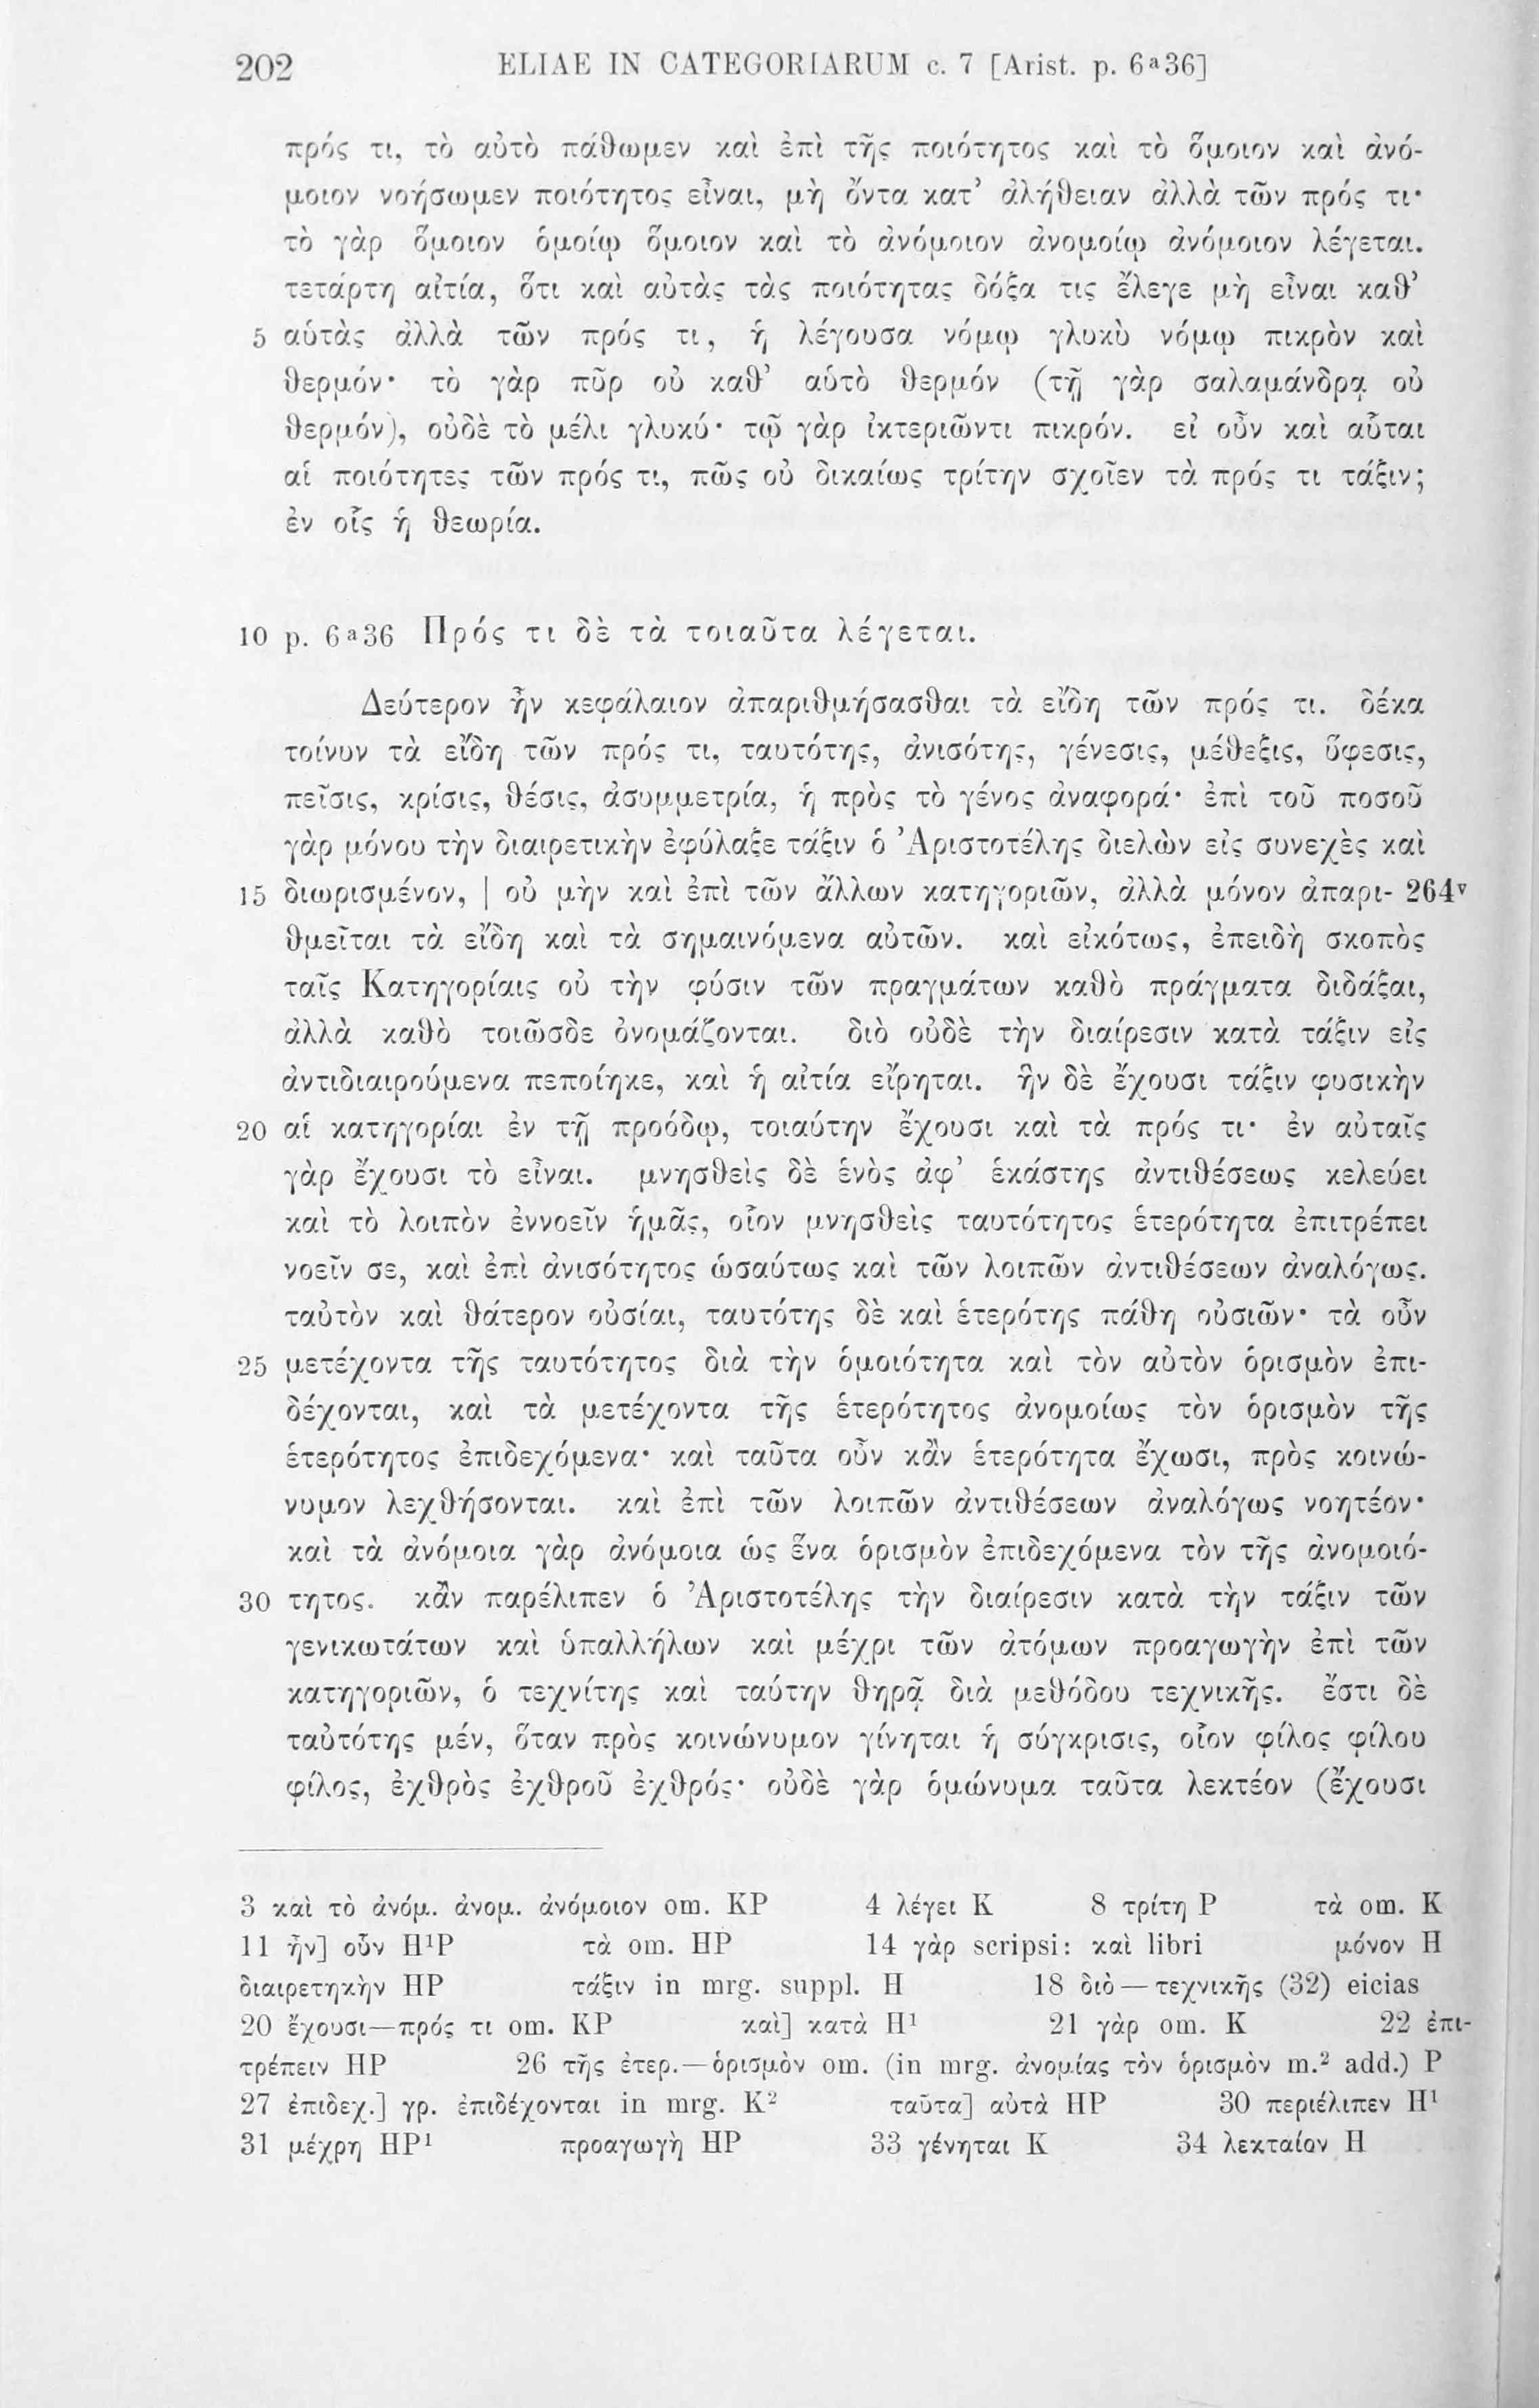 202 ELIAE IN CATEGORIARUM c. 7 [Arist. p. 6ª36]
πρός τι, τὸ αὐτὸ πάθωμεν καὶ ἐπὶ τῆς ποιότητος καὶ τὸ ὅμοιον καὶ ἀνό-
μοιον νοήσωμεν ποιότητος εἶναι, μὴ ὄντα κατ’ ἀλήθειαν ἀλλὰ τῶν πρός τι·
τὸ γὰρ ὅμοιον ὁμοίῳ ὅμοιον καὶ τὸ ἀνόμοιον ἀνομοίῳ ἀνόμοιον λέγεται.
τετάρτη αἰτία, ὅτι καὶ αὐτὰς τὰς ποιότητας δόξα τις ἔλεγε μὴ εἶναι καθ’
5 αὑτὰς ἀλλὰ τῶν πρός τι, ἡ λέγουσα νόμῳ γλυκὺ νόμῳ πικρὸν καὶ
θερμόν· τὸ γὰρ πῦρ οὐ καθ’ αὑτὸ θερμόν (τῇ γὰρ σαλαμάνδρᾳ οὐ
θερμόν), οὐδὲ τὸ μέλι γλυκύ· τῷ γὰρ ἰκτεριῶντι πικρόν. εἰ οὖν καὶ αὗται
αἱ ποιότητες τῶν πρός τι, πῶς οὐ δικαίως τρίτην σχοῖεν τὰ πρός τι τάξιν;
ἐν οἷς ἡ θεωρία.
10 p. 6ª36 Πρός τι δὲ τὰ τοιαῦτα λέγεται.
Δεύτερον ἦν κεφάλαιον ἀπαριθμήσασθαι τὰ εἴδη τῶν πρός τι. δέκα
τοίνυν τὰ εἴδη τῶν πρός τι, ταυτότης, ἀνισότης, γένεσις, μέθεξις, ὕφεσις,
πεῖσις, κρίσις, θέσις, ἀσυμμετρία, ἡ πρὸς τὸ γένος ἀναφορά· ἐπὶ τοῦ ποσοῦ
γὰρ μόνου τὴν διαιρετικὴν ἐφύλαξε τάξιν ὁ Ἀριστοτέλης διελὼν εἰς συνεχὲς καὶ
15 διωρισμένον, | οὐ μὴν καὶ ἐπὶ τῶν ἄλλων κατηγοριῶν, ἀλλὰ μόνον ἀπαρι- 264ᵛ
θμεῖται τὰ εἴδη καὶ τὰ σημαινόμενα αὐτῶν. καὶ εἰκότως, ἐπειδὴ σκοπὸς
ταῖς Κατηγορίαις οὐ τὴν φύσιν τῶν πραγμάτων καθὸ πράγματα διδάξαι,
ἀλλὰ καθὸ τοιῶσδε ὀνομάζονται. διὸ οὐδὲ τὴν διαίρεσιν κατὰ τάξιν εἰς
ἀντιδιαιρούμενα πεποίηκε, καὶ ἡ αἰτία εἴρηται. ἣν δὲ ἔχουσι τάξιν φυσικὴν
20 αἱ κατηγορίαι ἐν τῇ προόδῳ, τοιαύτην ἔχουσι καὶ τὰ πρός τι· ἐν αὐταῖς
γὰρ ἔχουσι τὸ εἶναι. μνησθεὶς δὲ ἑνὸς ἀφ’ ἑκάστης ἀντιθέσεως κελεύει
καὶ τὸ λοιπὸν ἐννοεῖν ἡμᾶς, οἷον μνησθεὶς ταυτότητος ἑτερότητα ἐπιτρέπει
νοεῖν σε, καὶ ἐπὶ ἀνισότητος ὡσαύτως καὶ τῶν λοιπῶν ἀντιθέσεων ἀναλόγως.
ταὐτὸν καὶ θάτερον οὐσίαι, ταυτότης δὲ καὶ ἑτερότης πάθη οὐσιῶν· τὰ οὖν
25 μετέχοντα τῆς ταυτότητος διὰ τὴν ὁμοιότητα καὶ τὸν αὐτὸν ὁρισμὸν ἐπι-
δέχονται, καὶ τὰ μετέχοντα τῆς ἑτερότητος ἀνομοίως τὸν ὁρισμὸν τῆς
ἑτερότητος ἐπιδεχόμενα· καὶ ταῦτα οὖν κἂν ἑτερότητα ἔχωσι, πρὸς κοινώ-
νυμον λεχθήσονται. καὶ ἐπὶ τῶν λοιπῶν ἀντιθέσεων ἀναλόγως νοητέον·
καὶ τὰ ἀνόμοια γὰρ ἀνόμοια ὡς ἕνα ὁρισμὸν ἐπιδεχόμενα τὸν τῆς ἀνομοιό-
30 τητος. κἂν παρέλιπεν ὁ Ἀριστοτέλης τὴν διαίρεσιν κατὰ τὴν τάξιν τῶν
γενικωτάτων καὶ ὑπαλλήλων καὶ μέχρι τῶν ἀτόμων προαγωγὴν ἐπὶ τῶν
κατηγοριῶν, ὁ τεχνίτης καὶ ταύτην θηρᾷ διὰ μεθόδου τεχνικῆς. ἔστι δὲ
ταὐτότης μέν, ὅταν πρὸς κοινώνυμον γίνηται ἡ σύγκρισις, οἷον φίλος φίλου
φίλος, ἐχθρὸς ἐχθροῦ ἐχθρός· οὐδὲ γὰρ ὁμώνυμα ταῦτα λεκτέον (ἔχουσι
3 καὶ τὸ ἀνόμ. ἀνομ. ἀνόμοιον om. KP 4 λέγει K 8 τρίτη P τὰ om. K
11 ἦν] οὖν H¹P τὰ om. HP 14 γὰρ scripsi: καὶ libri μόνον H
διαιρετηκὴν HP τάξιν in mrg. suppl. H 18 διὸ—τεχνικῆς (32) eicias
20 ἔχουσι—πρός τι om. KP καὶ] κατὰ H¹ 21 γὰρ om. K 22 ἐπι-
τρέπειν HP 26 τῆς ἑτερ.—ὁρισμὸν om. (in mrg. ἀνομίας τὸν ὁρισμὸν m.² add.) P
27 ἐπιδεχ.] γρ. ἐπιδέχονται in mrg. K² ταῦτα] αὐτὰ HP 30 περιέλιπεν H¹
31 μέχρη HP¹ προαγωγὴ HP 33 γένηται K 34 λεκταίον H